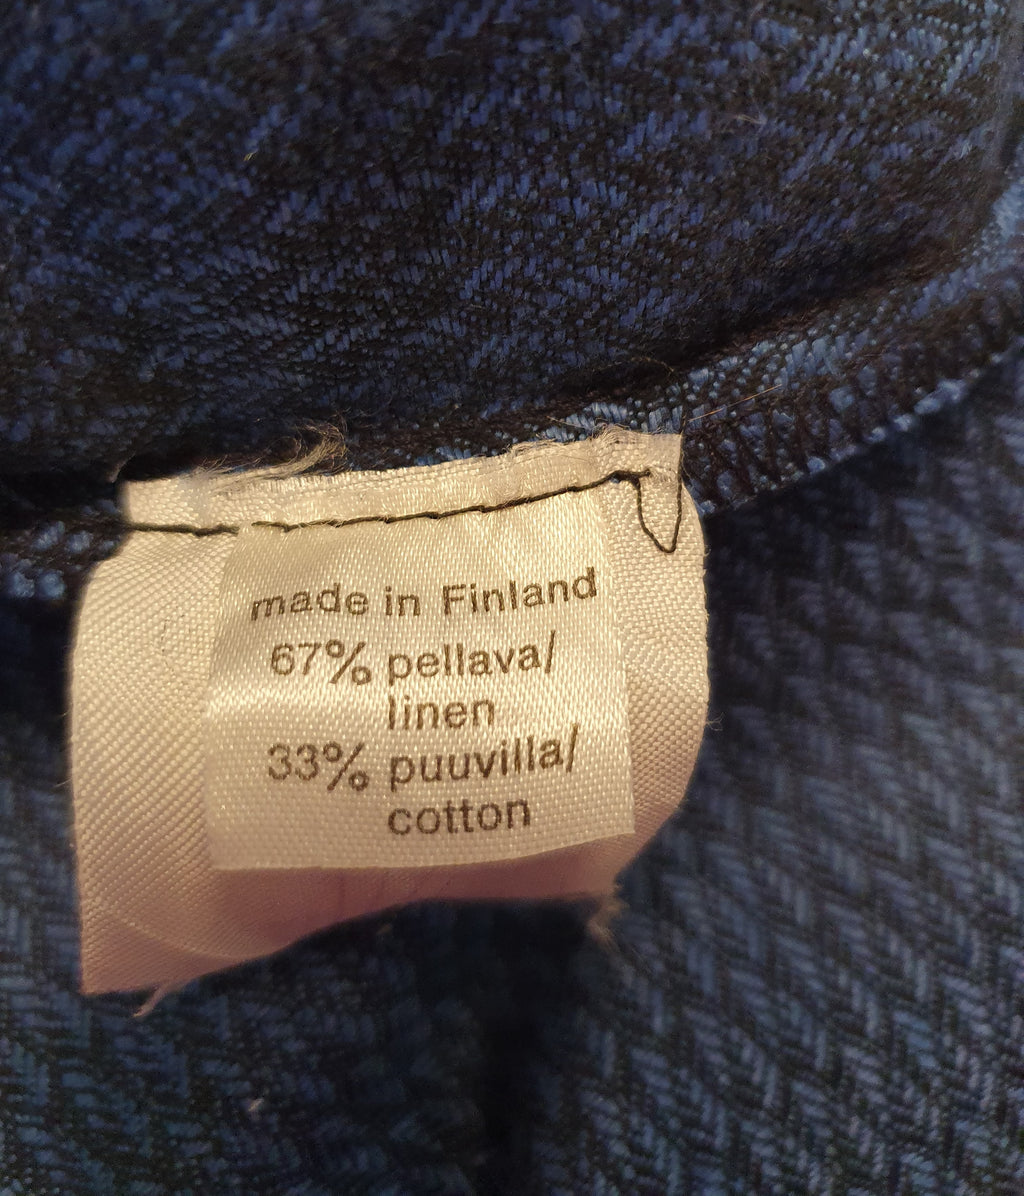 made in Finland
67% pellava/
linen
33% puuvilla/
cotton